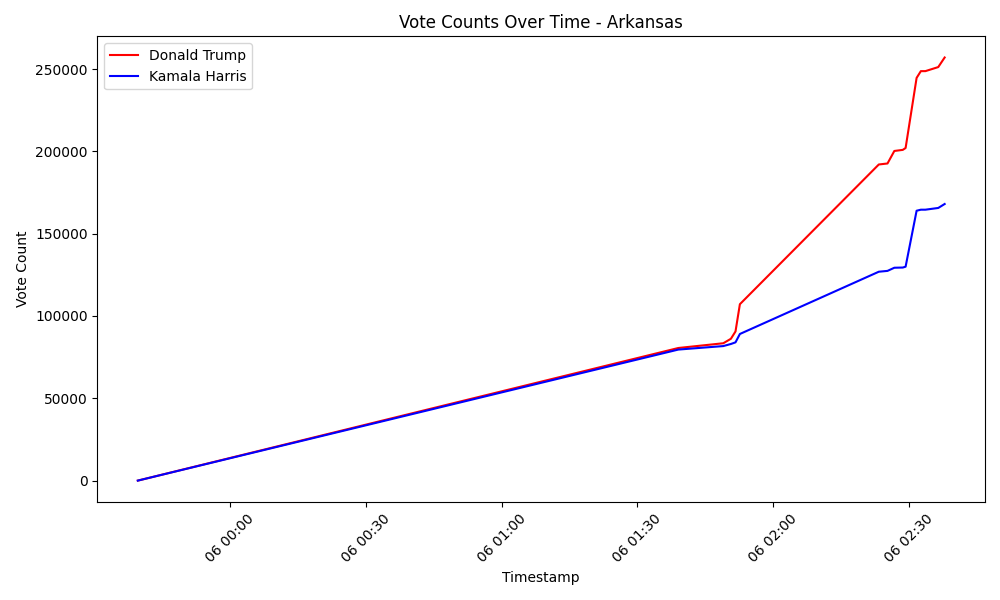 Vote Counts Over Time - Arkansas
Donald Trump
Kamala Harris
Vote Count
250000
200000
150000
100000
50000
0
06 00:00
06 00:30
06 01:00
06 01:30
06 02:00
06 02:30
Timestamp